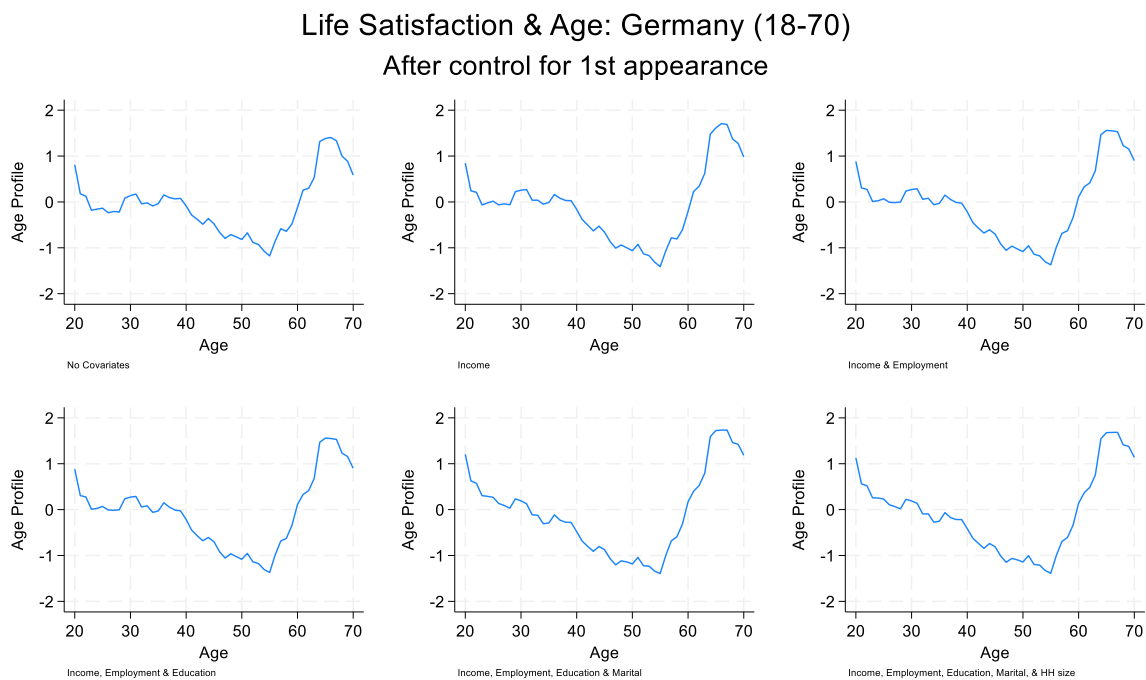 Life Satisfaction & Age: Germany (18-70)
After control for 1st appearance
2
1
0
-1
-2
Age Profile
20 30 40 50 60 70
Age
No Covariates
2
1
0
-1
-2
Age Profile
20 30 40 50 60 70
Age
Income
2
1
0
-1
-2
Age Profile
20 30 40 50 60 70
Age
Income & Employment
2
1
0
-1
-2
Age Profile
20 30 40 50 60 70
Age
Income, Employment & Education
2
1
0
-1
-2
Age Profile
20 30 40 50 60 70
Age
Income, Employment, Education & Marital
2
1
0
-1
-2
Age Profile
20 30 40 50 60 70
Age
Income, Employment, Education, Marital, & HH size